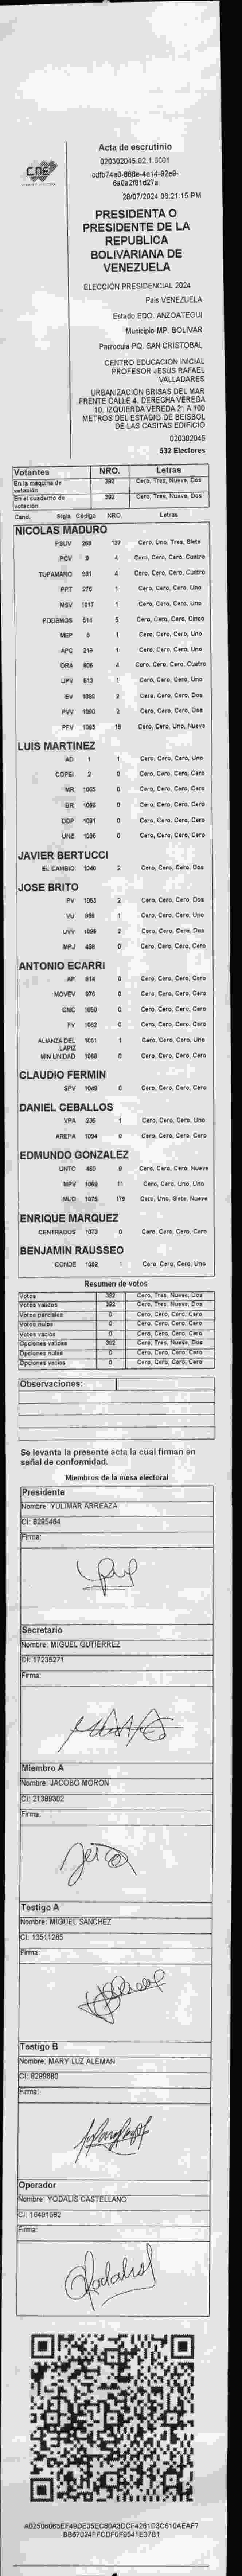 CNE
Acta de escrutinio
020302045.02.1.0001
cdfb74a0-888e-4e14-92e9-
6a0a2f81d27a
28/07/2024 06:21:15 PM
PRESIDENTA O
PRESIDENTE DE LA
REPUBLICA
BOLIVARIANA DE
VENEZUELA
ELECCIÓN PRESIDENCIAL 2024
Pais VENEZUELA
Estado EDO. ANZOATEGUI
Municipio MP. BOLIVAR
Parroquia PQ. SAN CRISTOBAL
CENTRO EDUCACION INICIAL
PROFESOR JESUS RAFAEL
VALLADARES
URBANIZACIÓN BRISAS DEL MAR
FRENTE CALLE 4. DERECHA VEREDA
10. IZQUIERDA VEREDA 21 A 100
METROS DEL ESTADIO DE BEISBOL
DE LAS CASITAS EDIFICIO
020302045
532 Electores
Votantes NRO. Letras
En la máquina de votación 392 Cero, Tres, Nueve, Dos
En el cuaderno de votación 392 Cero, Tres, Nueve, Dos
Cand. Sigla Código NRO. Letras
NICOLAS MADURO
PSUV 268 137 Cero, Uno, Tres, Siete
PCV 9 4 Cero, Cero, Cero, Cuatro
TUPAMARO 931 4 Cero, Cero, Cero, Cuatro
PPT 276 1 Cero, Cero, Cero, Uno
MSV 1017 1 Cero, Cero, Cero, Uno
PODEMOS 514 5 Cero, Cero, Cero, Cinco
MEP 6 1 Cero, Cero, Cero, Uno
APC 219 1 Cero, Cero, Cero, Uno
ORA 906 4 Cero, Cero, Cero, Cuatro
UPV 613 1 Cero, Cero, Cero, Uno
EV 1089 2 Cero, Cero, Cero, Dos
PVV 1090 2 Cero, Cero, Cero, Dos
PFV 1093 19 Cero, Cero, Uno, Nueve
LUIS MARTINEZ
AD 1 1 Cero, Cero, Cero, Uno
COPEI 2 0 Cero, Cero, Cero, Cero
MR 1065 0 Cero, Cero, Cero, Cero
BR 1096 0 Cero, Cero, Cero, Cero
DDP 1091 0 Cero, Cero, Cero, Cero
UNE 1095 0 Cero, Cero, Cero, Cero
JAVIER BERTUCCI
EL CAMBIO 1049 2 Cero, Cero, Cero, Dos
JOSE BRITO
PV 1053 2 Cero, Cero, Cero, Dos
VU 968 1 Cero, Cero, Cero, Uno
UVV 1098 2 Cero, Cero, Cero, Dos
MPJ 458 0 Cero, Cero, Cero, Cero
ANTONIO ECARRI
AP 814 0 Cero, Cero, Cero, Cero
MOVEV 970 0 Cero, Cero, Cero, Cero
CMC 1050 0 Cero, Cero, Cero, Cero
FV 1062 0 Cero, Cero, Cero, Cero
ALIANZA DEL LAPIZ 1061 1 Cero, Cero, Cero, Uno
MIN UNIDAD 1069 0 Cero, Cero, Cero, Cero
CLAUDIO FERMIN
SPV 1048 0 Cero, Cero, Cero, Cero
DANIEL CEBALLOS
VPA 236 1 Cero, Cero, Cero, Uno
AREPA 1094 0 Cero, Cero, Cero, Cero
EDMUNDO GONZALEZ
UNTC 460 9 Cero, Cero, Cero, Nueve
MPV 1069 11 Cero, Cero, Uno, Uno
MUD 1075 179 Cero, Uno, Siete, Nueve
ENRIQUE MARQUEZ
CENTRADOS 1073 0 Cero, Cero, Cero, Cero
BENJAMIN RAUSSEO
CONDE 1092 1 Cero, Cero, Cero, Uno
Resumen de votos
Votos 392 Cero, Tres, Nueve, Dos
Votos válidos 392 Cero, Tres, Nueve, Dos
Votos parciales 0 Cero, Cero, Cero, Cero
Votos nulos 0 Cero, Cero, Cero, Cero
Votos vacíos 0 Cero, Cero, Cero, Cero
Opciones válidas 392 Cero, Tres, Nueve, Dos
Opciones nulas 0 Cero, Cero, Cero, Cero
Opciones vacías 0 Cero, Cero, Cero, Cero
Observaciones:
Se levanta la presente acta la cual firman en
señal de conformidad.
Miembros de la mesa electoral
Presidente
Nombre: YULIMAR ARREAZA
CI: 8295464
Firma:
Secretario
Nombre: MIGUEL GUTIERREZ
CI: 17235271
Firma:
Miembro A
Nombre: JACOBO MORON
CI: 21389302
Firma:
Testigo A
Nombre: MIGUEL SANCHEZ
CI: 13511285
Firma:
Testigo B
Nombre: MARY LUZ ALEMAN
CI: 8299680
Firma:
Operador
Nombre: YODALIS CASTELLANO
CI: 16491682
Firma:
A02506083EF49DE35EC80A3DCF4261D3C610AEAF7
BB87024FFCDF0F9541E37B1